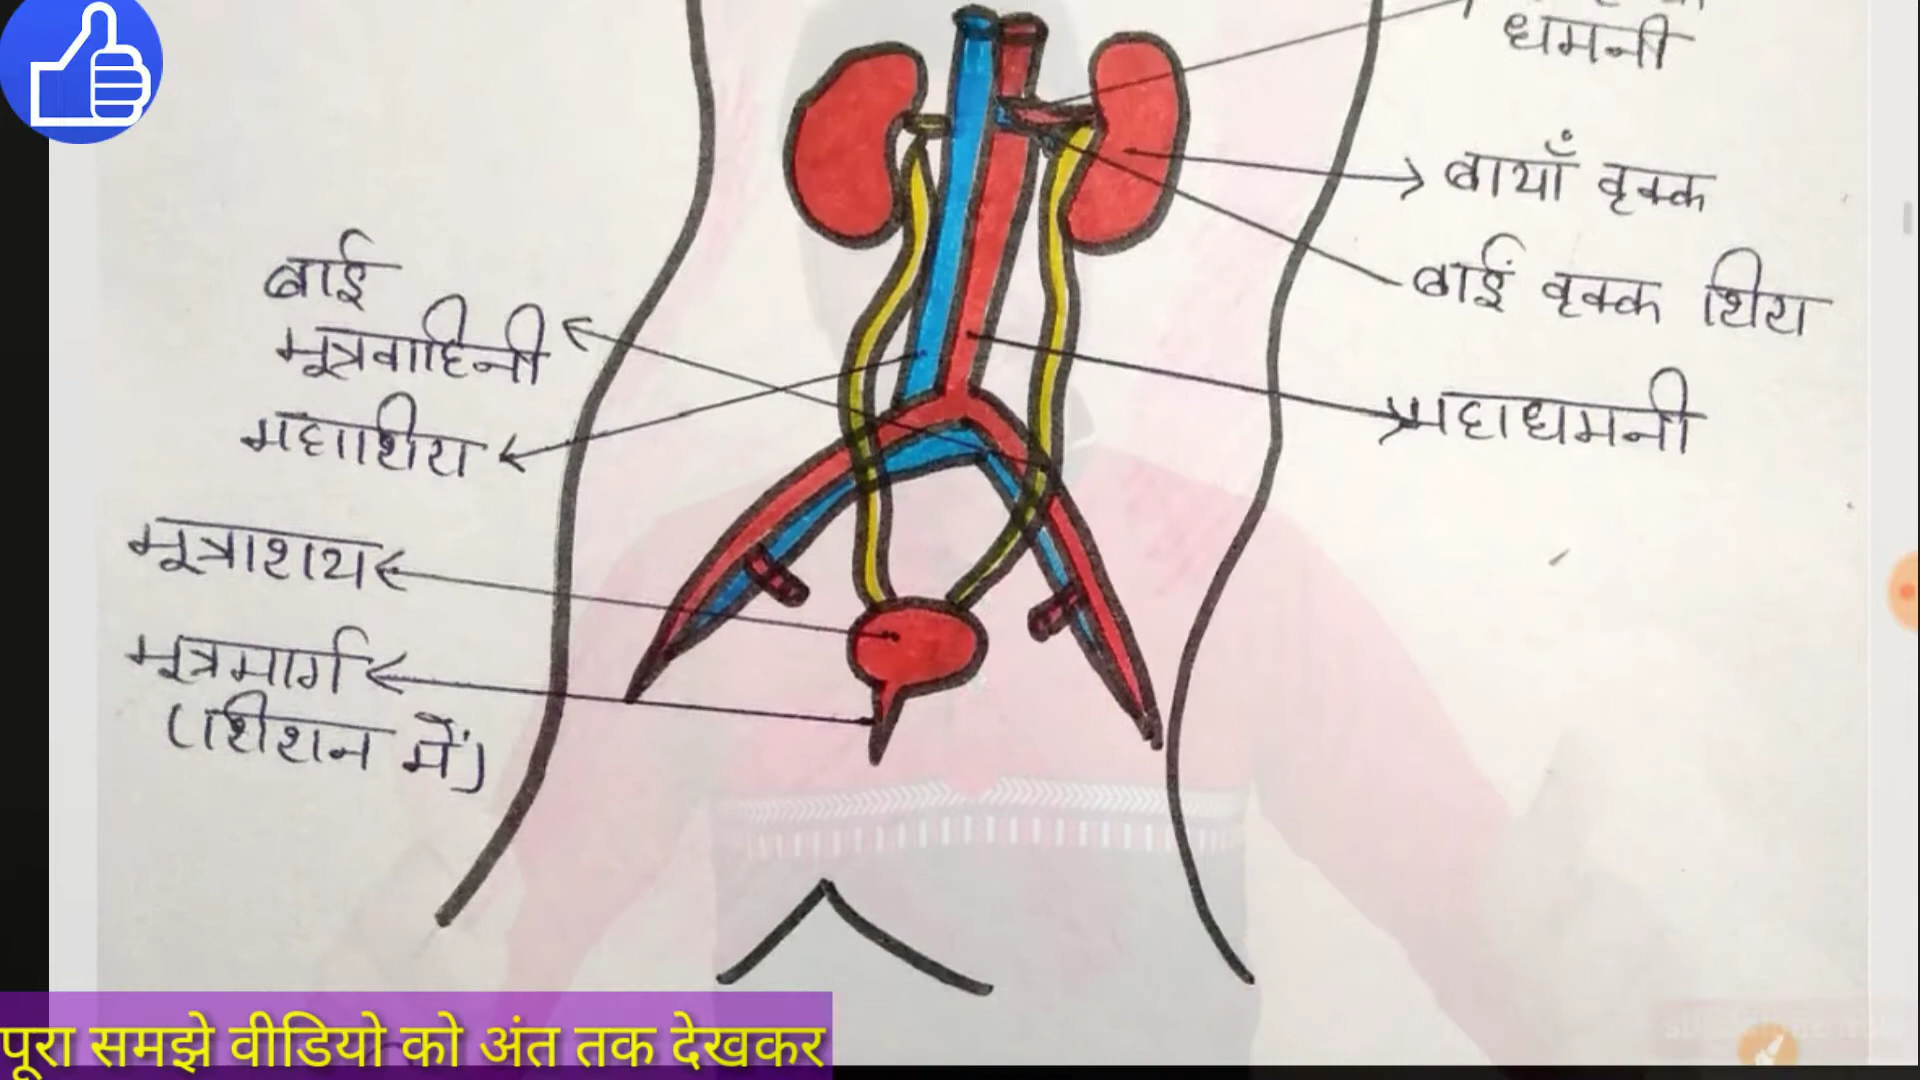 धमनी
बायाँ वृक्क
बाईं वृक्क शिरा
महाधमनी
बाई
मूत्रवाहिनी
महाशिरा
मूत्राशय
मूत्रमार्ग
(शिशन में)
पूरा समझे वीडियो को अंत तक देखकर